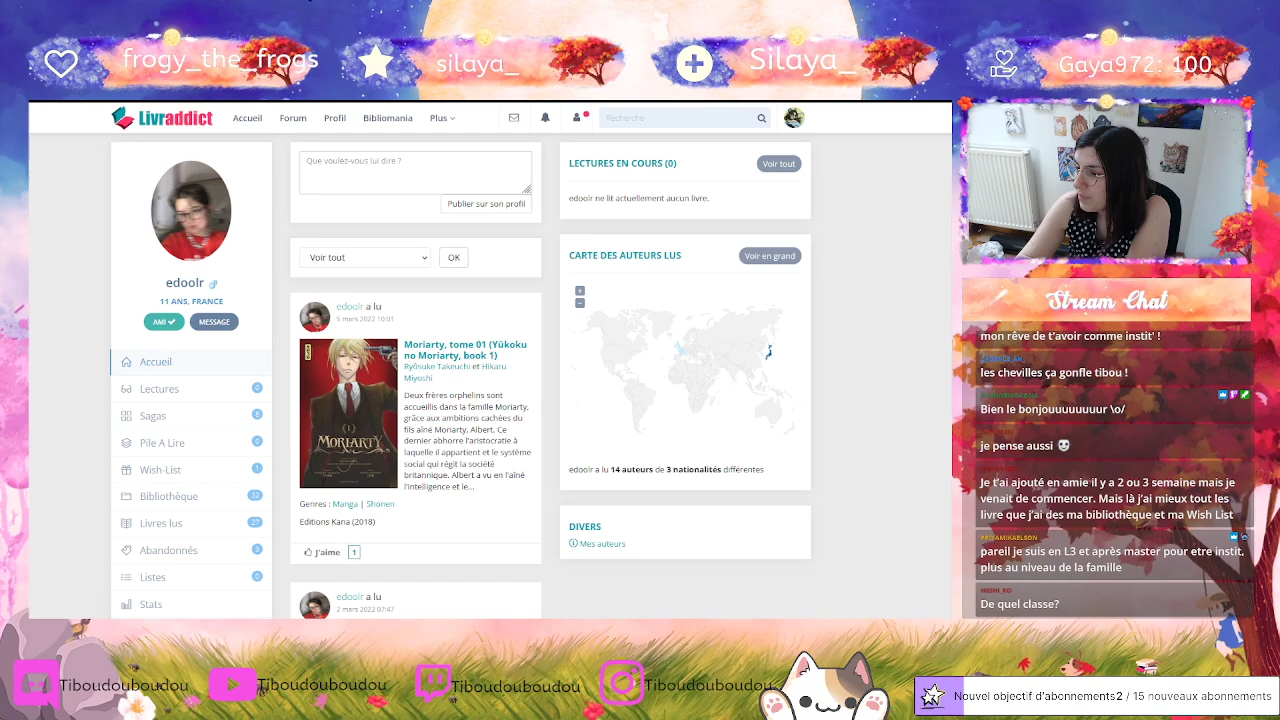 frogy_the_frogs
silaya_
Silaya_
Gaya972: 100
Livraddict
Accueil
Forum
Profil
Bibliomania
Plus
Recherche
edoolr
11 ANS, FRANCE
AMI
MESSAGE
Accueil
Lectures 0
Sagas 8
Pile A Lire 0
Wish-List 1
Bibliothèque 32
Livres lus 27
Abandonnés 3
Listes 0
Stats
Que voulez-vous lui dire ?
Publier sur son profil
Voir tout
OK
edoolr a lu
5 mars 2022 10:01
MORIARTY
Moriarty, tome 01 (Yûkoku
no Moriarty, book 1)
Ryôsuke Takeuchi et Hikaru
Miyoshi
Deux frères orphelins sont
accueillis dans la famille Moriarty,
grâce aux ambitions cachées du
fils aîné Moriarty, Albert. Ce
dernier abhorre l'aristocratie à
laquelle il appartient et le système
social qui régit la société
britannique. Albert a vu en l'aîné
l'intelligence et le...
Genres : Manga | Shonen
Editions Kana (2018)
J'aime 1
edoolr a lu
2 mars 2022 07:47
LECTURES EN COURS (0)
Voir tout
edoolr ne lit actuellement aucun livre.
CARTE DES AUTEURS LUS
Voir en grand
+
−
edoolr a lu 14 auteurs de 3 nationalités différentes
DIVERS
Mes auteurs
Stream Chat
mon rêve de t'avoir comme instit' !
les chevilles ça gonfle tibou !
Bien le bonjouuuuuuur \o/
je pense aussi
Je t'ai ajouté en amie il y a 2 ou 3 semaine mais je
venait de commencer. Mais là j'ai mieux tout les
livre que j'ai des ma bibliothèque et ma Wish List
PRIYAMIKAELSON
pareil je suis en L3 et après master pour etre instit,
plus au niveau de la famille
De quel classe?
Tiboudouboudou
Tiboudouboudou
Tiboudouboudou
Tiboudouboudou
Nouvel objectif d'abonnements2 / 15 nouveaux abonnements